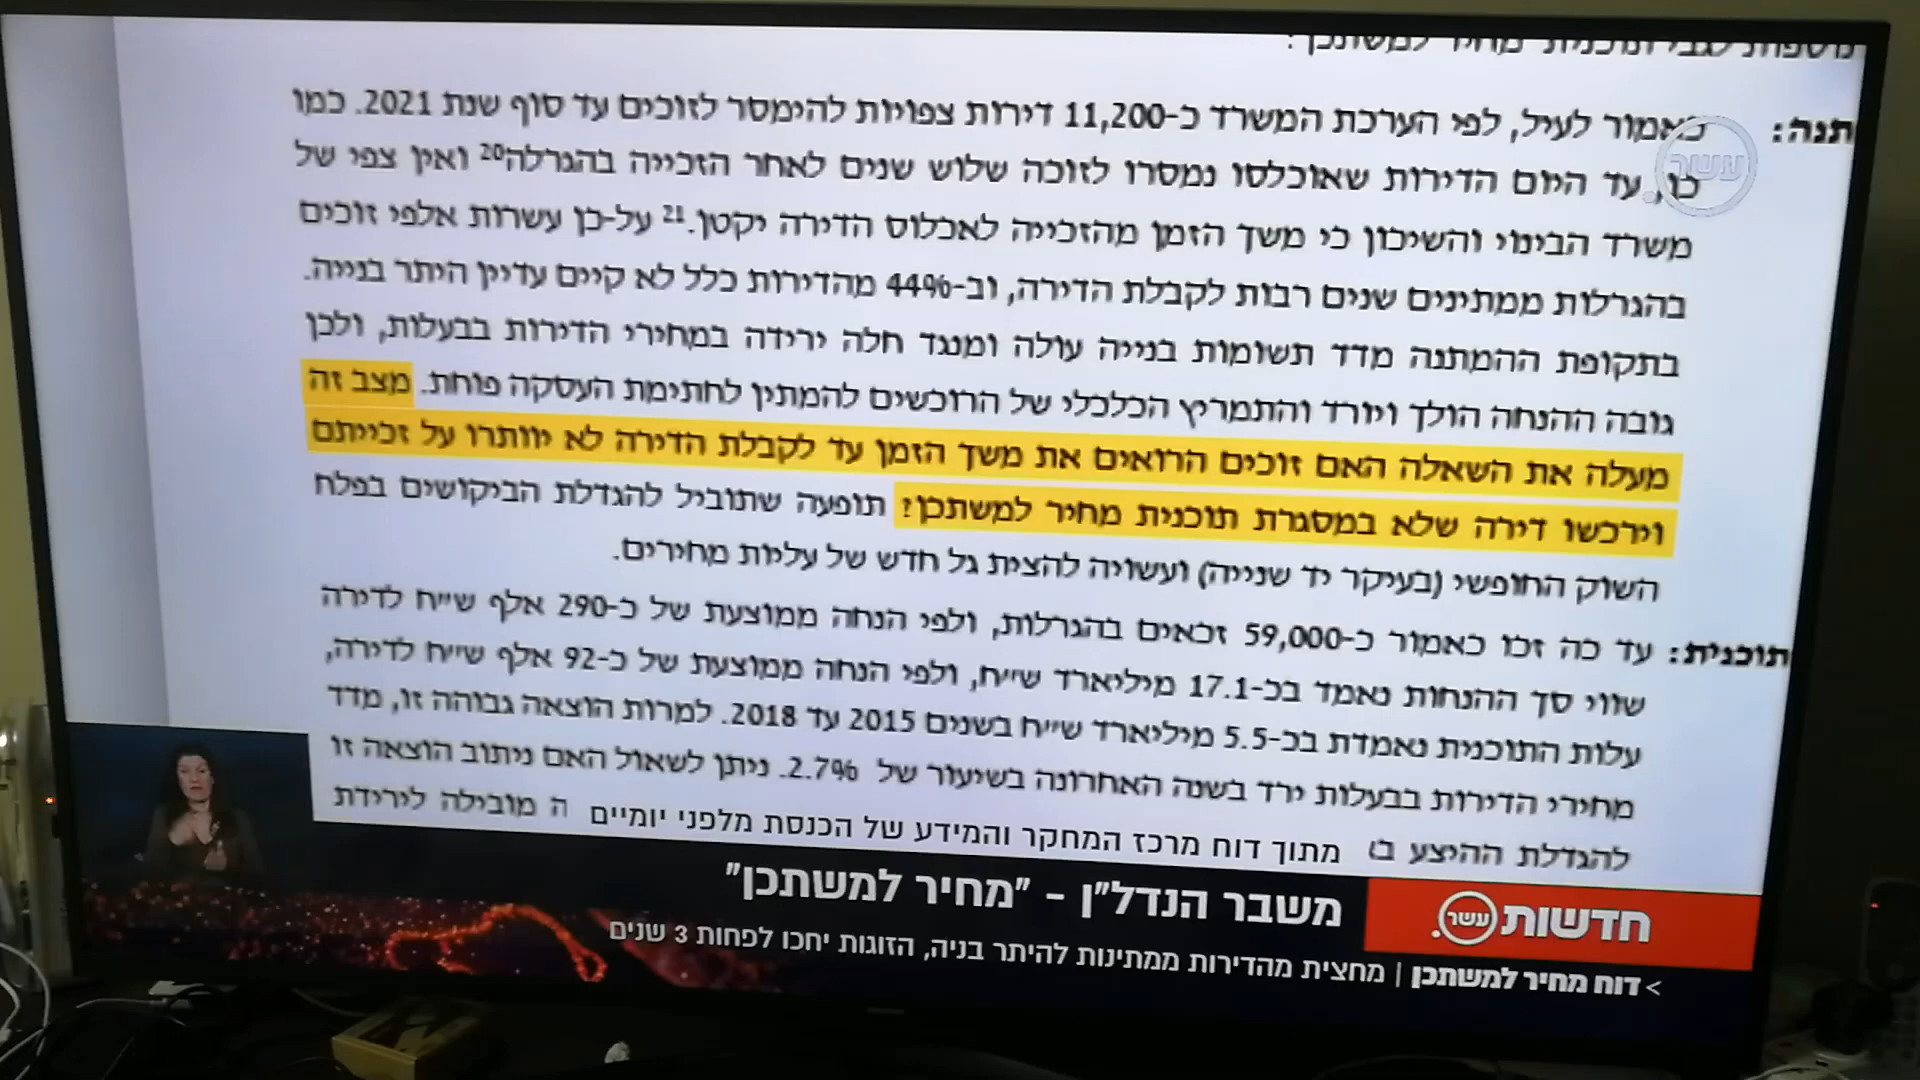 נוספות לגבי תוכנית מחיר למשתכן:
תנה: כאמור לעיל, לפי הערכת המשרד כ-11,200 דירות צפויות להימסר לזוכים עד סוף שנת 2021. כמו
כן, עד היום הדירות שאוכלסו נמסרו לזוכה שלוש שנים לאחר הזכייה בהגרלה20 ואין צפי של
משרד הבינוי והשיכון כי משך הזמן מהזכייה לאכלוס הדירה יקטן.21 על-כן עשרות אלפי זוכים
בהגרלות ממתינים שנים רבות לקבלת הדירה, וב-44% מהדירות כלל לא קיים עדיין היתר בנייה.
בתקופת ההמתנה מדד תשומות בנייה עולה ומנגד חלה ירידה במחירי הדירות בבעלות, ולכן
גובה ההנחה הולך ויורד והתמריץ הכלכלי של הרוכשים להמתין לחתימת העסקה פוחת. מצב זה
מעלה את השאלה האם זוכים הרואים את משך הזמן עד לקבלת הדירה לא יוותרו על זכייתם
וירכשו דירה שלא במסגרת תוכנית מחיר למשתכן? תופעה שתוביל להגדלת הביקושים בפלח
השוק החופשי (בעיקר יד שנייה) ועשויה להצית גל חדש של עליות מחירים.
תוכנית: עד כה זכו כאמור כ-59,000 זכאים בהגרלות, ולפי הנחה ממוצעת של כ-290 אלף ש״ח לדירה
שווי סך ההנחות נאמד בכ-17.1 מיליארד ש״ח, ולפי הנחה ממוצעת של כ-92 אלף ש״ח לדירה,
עלות התוכנית נאמדת בכ-5.5 מיליארד ש״ח בשנים 2015 עד 2018. למרות הוצאה גבוהה זו, מדד
מחירי הדירות בבעלות ירד בשנה האחרונה בשיעור של 2.7%. ניתן לשאול האם ניתוב הוצאה זו
להגדלת ההיצע ה מובילה לירידת
מתוך דוח מרכז המחקר והמידע של הכנסת מלפני יומיים
עשר
משבר הנדל"ן - "מחיר למשתכן"
חדשות עשר
> דוח מחיר למשתכן | מחצית מהדירות ממתינות להיתר בניה, הזוגות יחכו לפחות 3 שנים